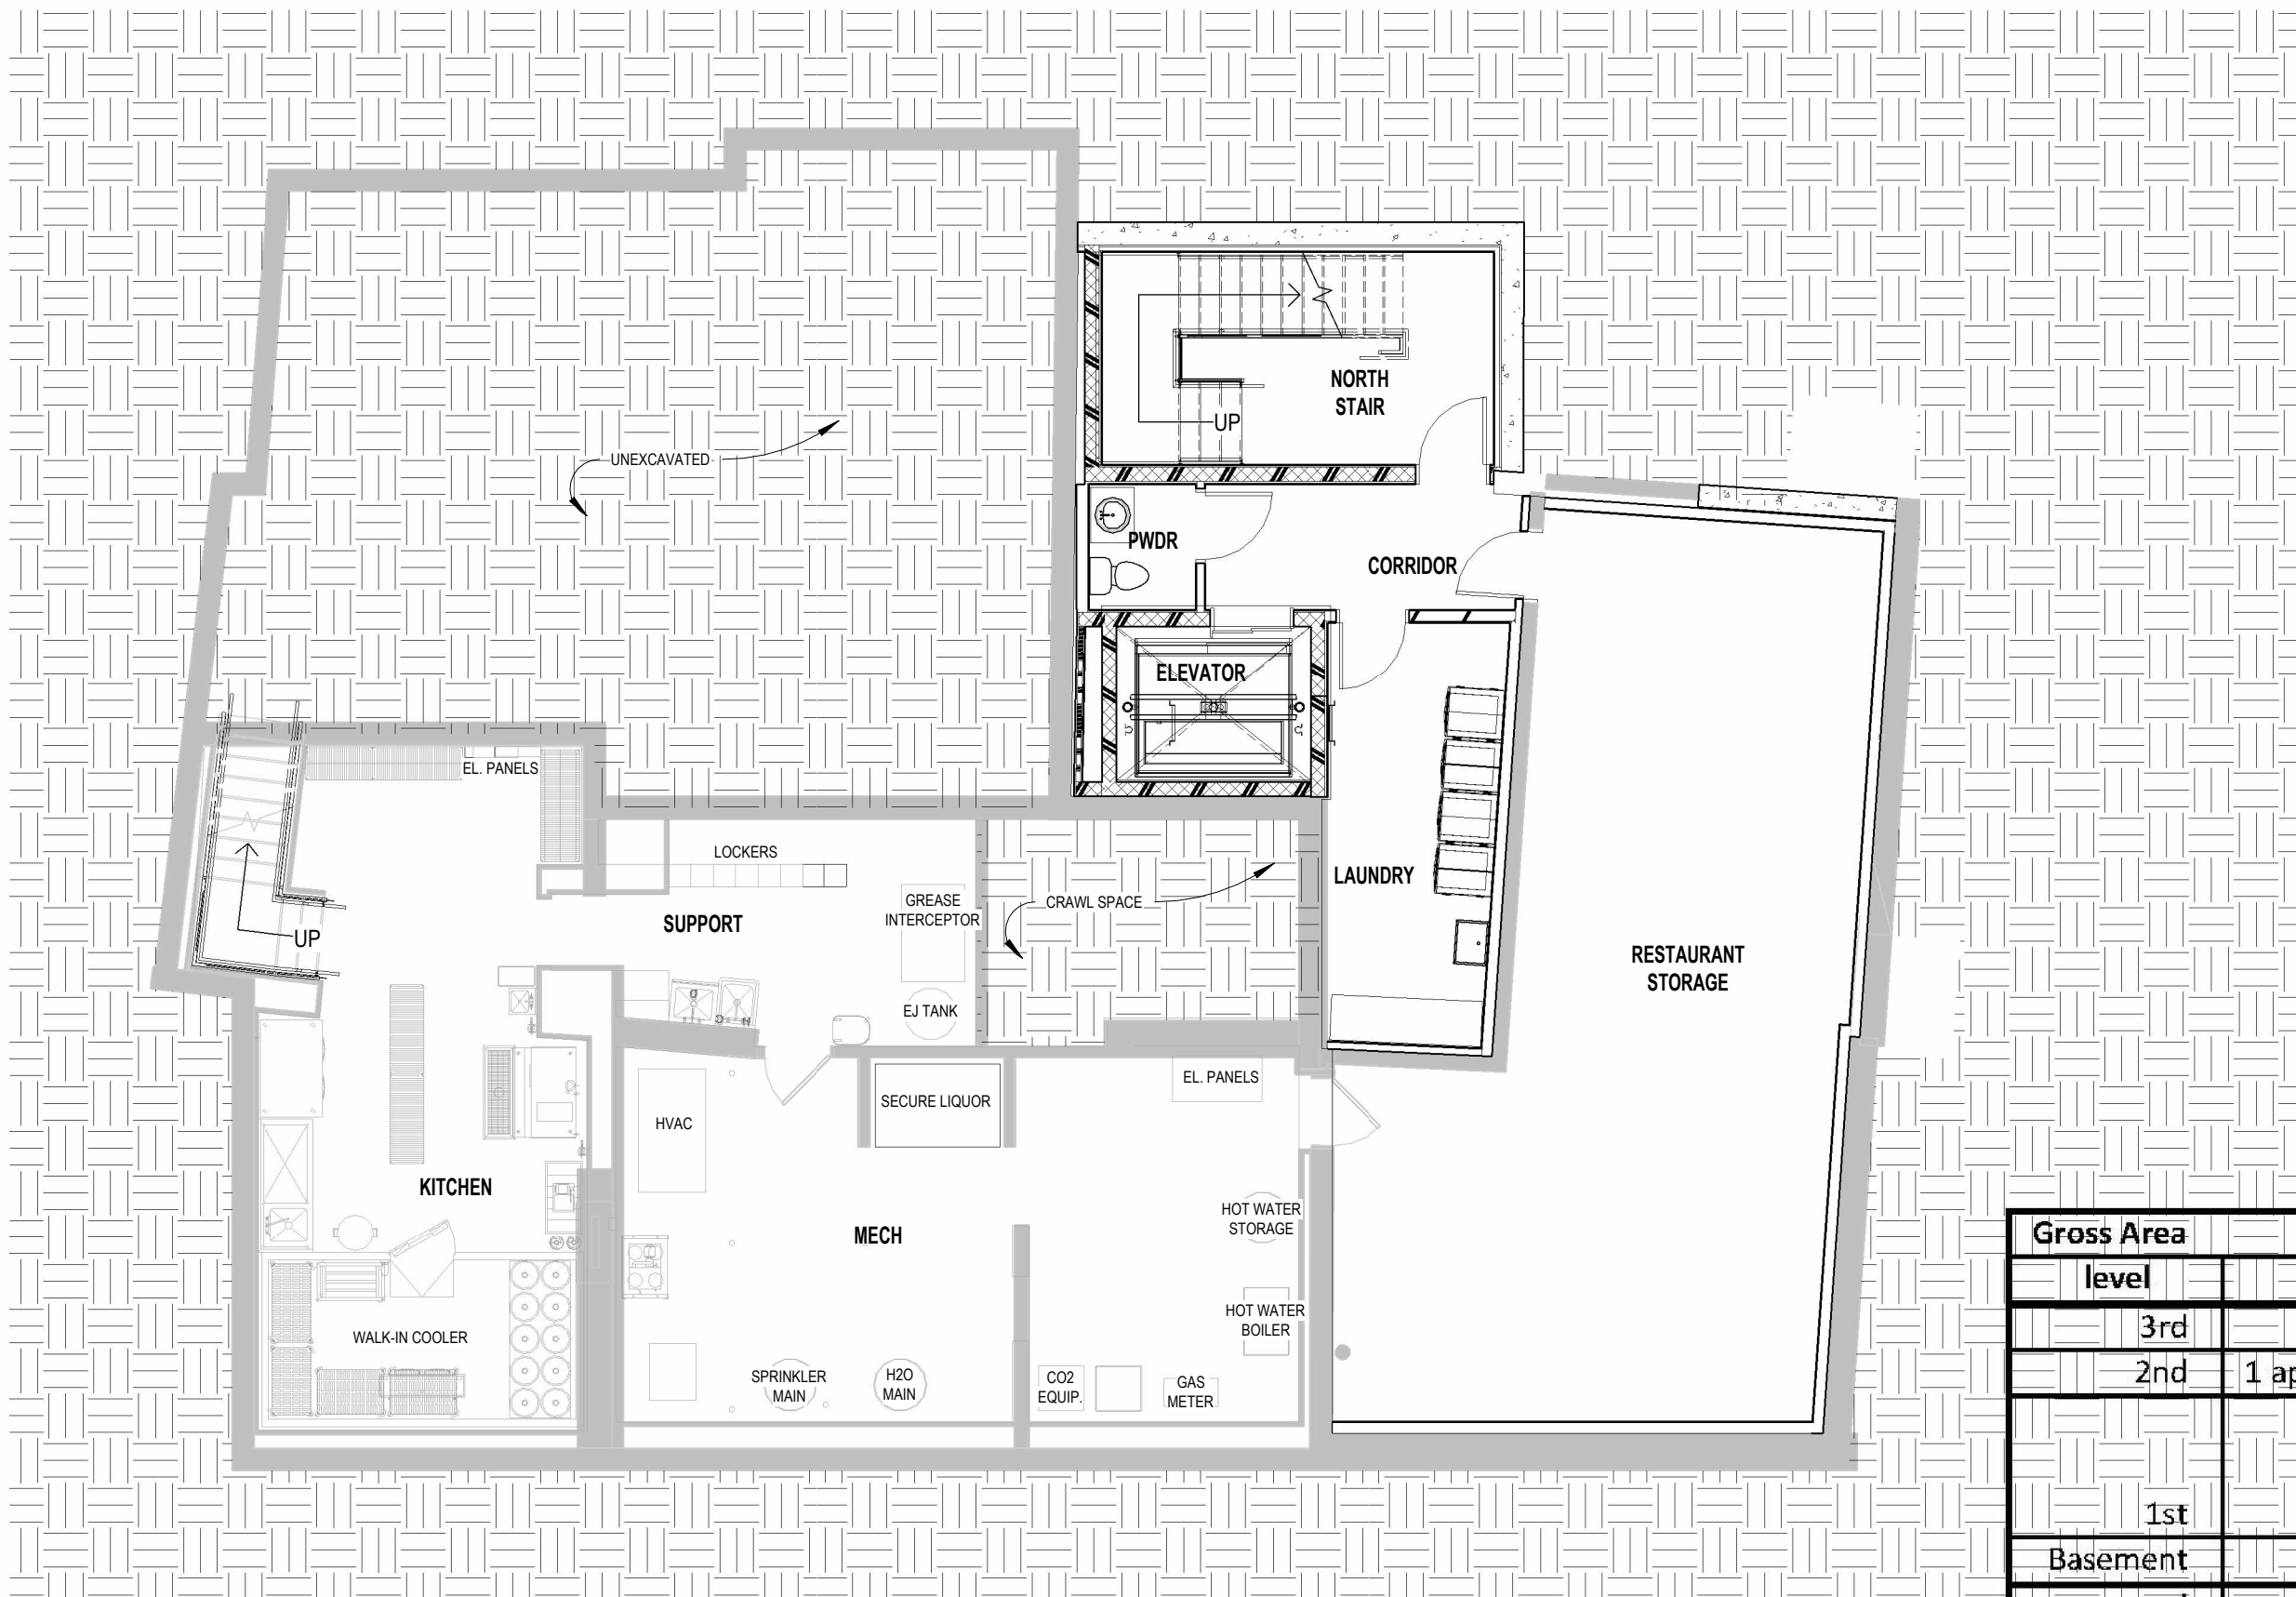 NORTH
STAIR
UP
UNEXCAVATED
PWDR
CORRIDOR
ELEVATOR
EL. PANELS
LOCKERS
GREASE
INTERCEPTOR
CRAWL SPACE
LAUNDRY
SUPPORT
UP
RESTAURANT
STORAGE
EJ TANK
EL. PANELS
SECURE LIQUOR
HVAC
KITCHEN
HOT WATER
STORAGE
MECH
HOT WATER
BOILER
WALK-IN COOLER
SPRINKLER
MAIN
H2O
MAIN
CO2
EQUIP.
GAS
METER
Gross Area
level
3rd
2nd 1 ap
1st
Basement